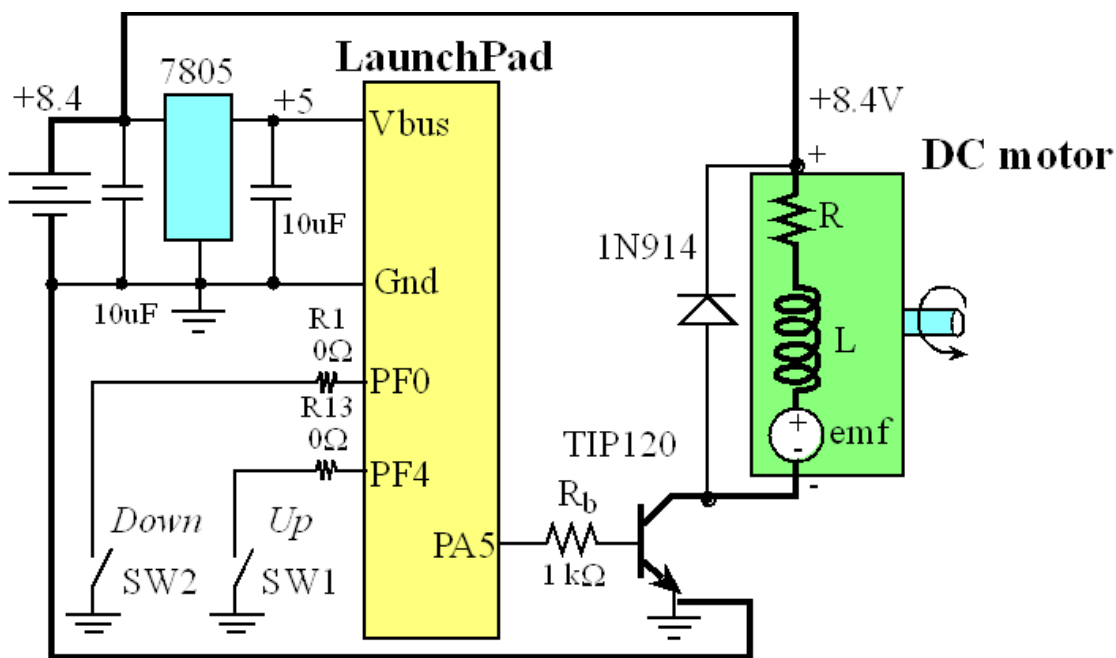 LaunchPad
7805
+8.4
+5
Vbus
+8.4V
+
DC motor
10uF
R
1N914
Gnd
10uF
R1
0Ω
L
PF0
R13
0Ω
+
-
emf
TIP120
PF4
-
Rb
Down
Up
PA5
SW2
SW1
1 kΩ